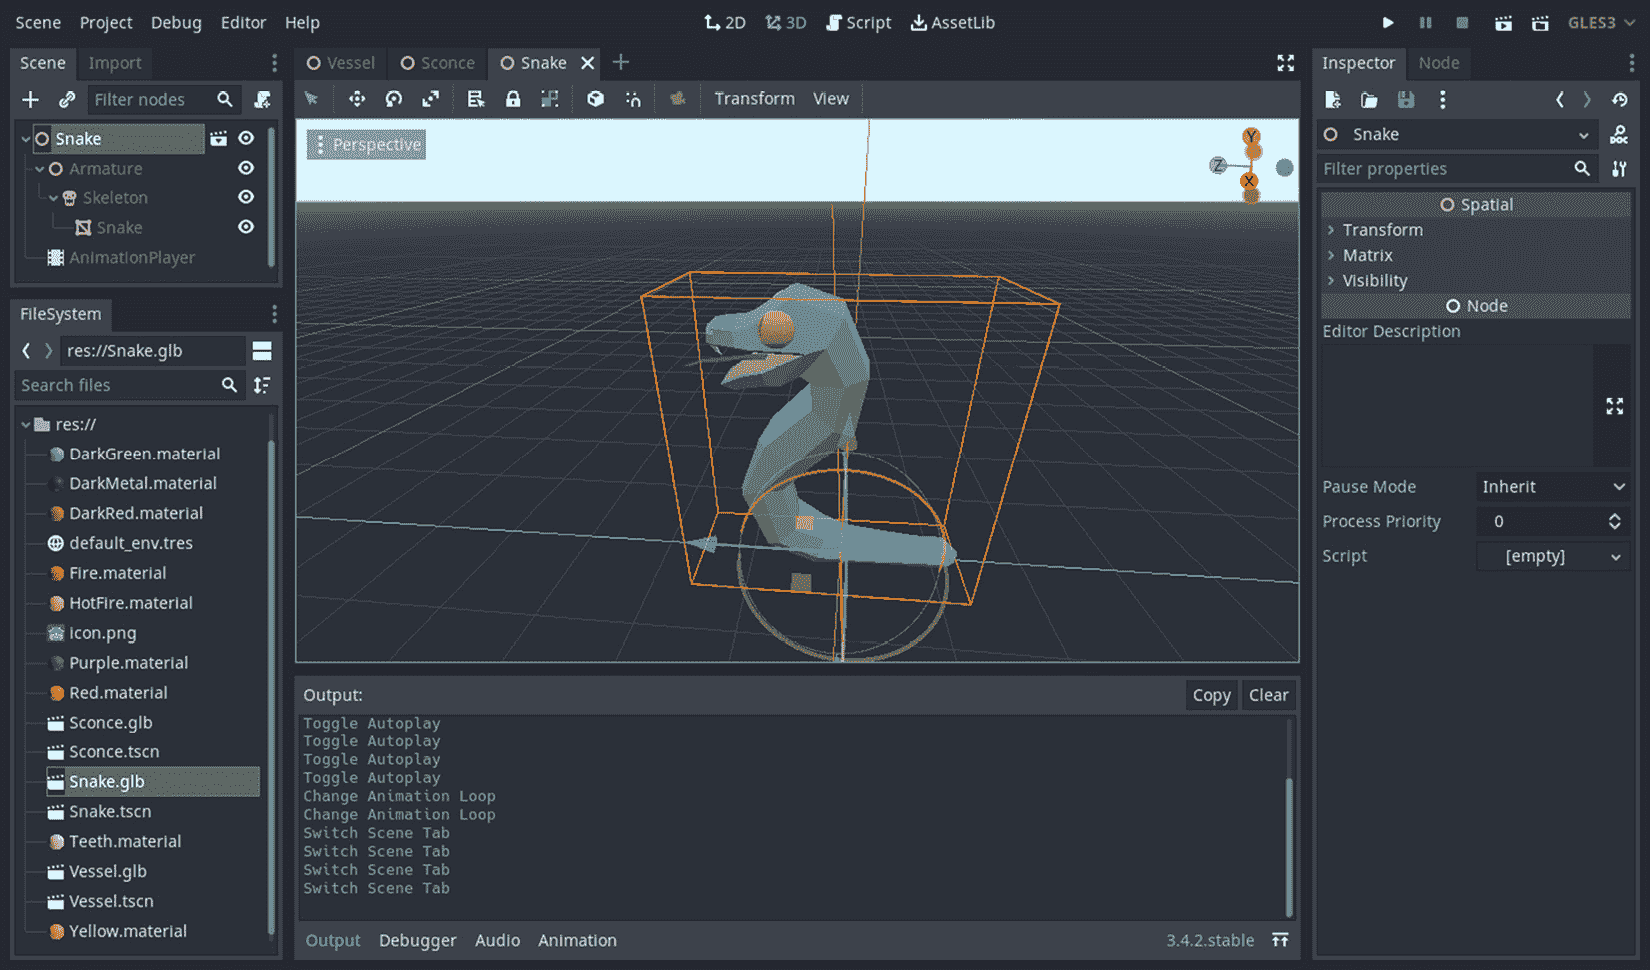 Scene Project Debug Editor Help
2D 3D Script AssetLib
GLES3
Scene Import
Filter nodes
Snake
Armature
Skeleton
Snake
AnimationPlayer
FileSystem
res://Snake.glb
Search files
res://
DarkGreen.material
DarkMetal.material
DarkRed.material
default_env.tres
Fire.material
HotFire.material
icon.png
Purple.material
Red.material
Sconce.glb
Sconce.tscn
Snake.glb
Snake.tscn
Teeth.material
Vessel.glb
Vessel.tscn
Yellow.material
Vessel Sconce Snake
Transform View
Perspective
Y
Z
X
Output:
Copy Clear
Toggle Autoplay
Toggle Autoplay
Toggle Autoplay
Toggle Autoplay
Change Animation Loop
Change Animation Loop
Switch Scene Tab
Switch Scene Tab
Switch Scene Tab
Switch Scene Tab
Output Debugger Audio Animation
3.4.2.stable
Inspector Node
Snake
DOC
Filter properties
Spatial
Transform
Matrix
Visibility
Node
Editor Description
Pause Mode Inherit
Process Priority 0
Script [empty]